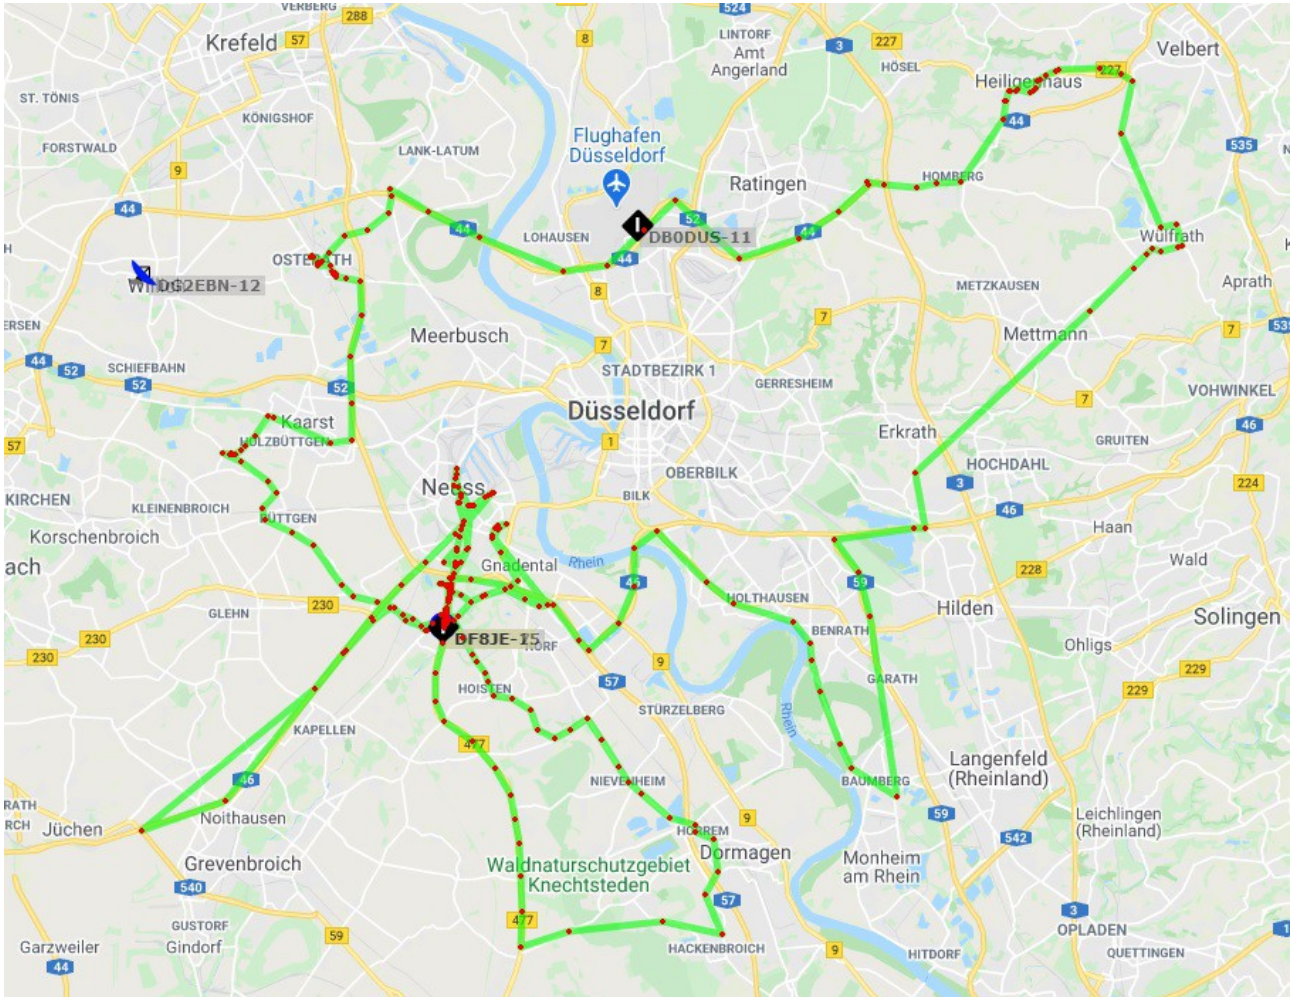 VERBERG
288
524
LINTORF
Krefeld
57
8
3
227
Velbert
Amt
Angerland
HÖSEL
ST. TÖNIS
Heiligenhaus
227
KÖNIGSHOF
44
FORSTWALD
Flughafen
Düsseldorf
LANK-LATUM
535
9
Ratingen
HOMBERG
44
52
44
44
LOHAUSEN
DB0DUS-11
Wülfrath
44
OSTERATH
DG2EBN-12
METZKAUSEN
Aprath
8
7
Meerbusch
Mettmann
7
44
52
SCHIEFBAHN
7
52
52
STADTBEZIRK 1
GERRESHEIM
VOHWINKEL
7
Kaarst
Düsseldorf
46
57
HOLZBÜTTGEN
1
Erkrath
GRUITEN
HOCHDAHL
OBERBILK
Neuss
3
224
KIRCHEN
KLEINENBROICH
BILK
46
BÜTTGEN
Haan
Korschenbroich
Rhein
Wald
ach
Gnadental
228
46
59
HOLTHAUSEN
230
Hilden
GLEHN
Solingen
BENRATH
230
DF8JE-15
Ohligs
230
9
229
57
GARATH
HOISTEN
229
STÜRZELBERG
Rhein
KAPELLEN
477
Langenfeld
(Rheinland)
46
NIEVENHEIM
BAUMBERG
Noithausen
9
59
Leichlingen
(Rheinland)
Jüchen
HORREM
542
Dormagen
Grevenbroich
Waldnaturschutzgebiet
Knechtsteden
Monheim
am Rhein
540
57
3
GUSTORF
477
59
OPLADEN
Garzweiler
Gindorf
HACKENBROICH
9
HITDORF
QUETTINGEN
44